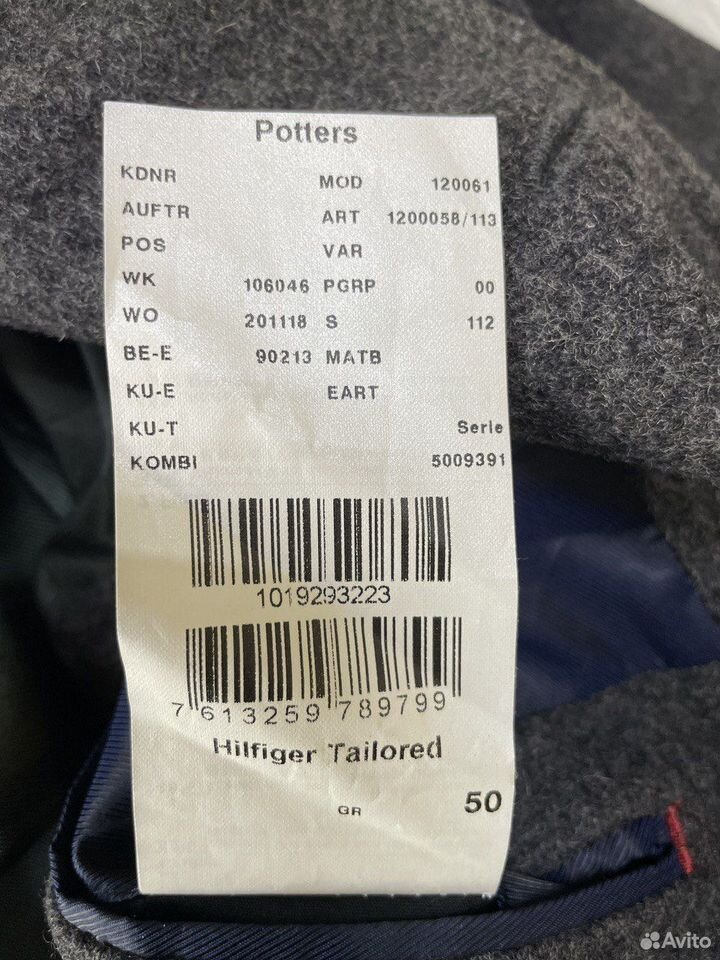 Potters
KDNR MOD 120061
AUFTR ART 1200058/113
POS VAR
WK 106046 PGRP 00
WO 201118 S 112
BE-E 90213 MATB
KU-E EART
KU-T Serie
KOMBI 5009391
1019293223
7 613259 789799
Hilfiger Tailored
GR 50
Avito